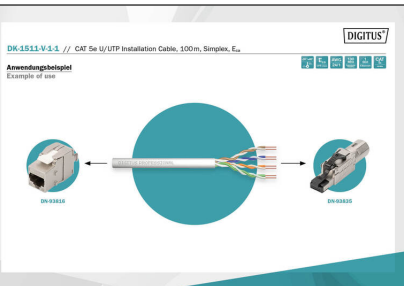 DIGITUS®
DK-1511-V-1-1 // CAT 5e U/UTP Installation Cable, 100m, Simplex, Eca
Anwendungsbeispiel
Example of use
DN-93816
DN-93835